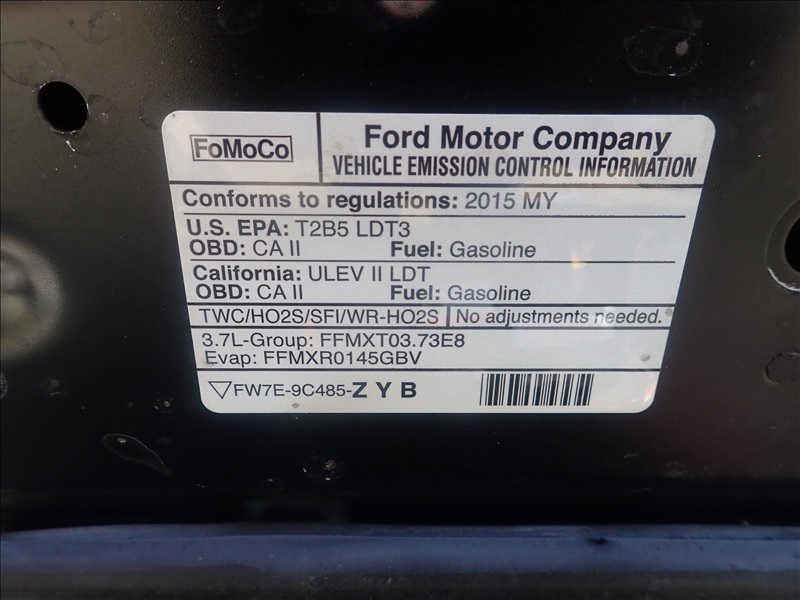 FoMoCo
Ford Motor Company
VEHICLE EMISSION CONTROL INFORMATION
Conforms to regulations: 2015 MY
U.S. EPA: T2B5 LDT3
OBD: CA II Fuel: Gasoline
California: ULEV II LDT
OBD: CA II Fuel: Gasoline
TWC/HO2S/SFI/WR-HO2S No adjustments needed.
3.7L-Group: FFMXT03.73E8
Evap: FFMXR0145GBV
▽FW7E-9C485-Z Y B